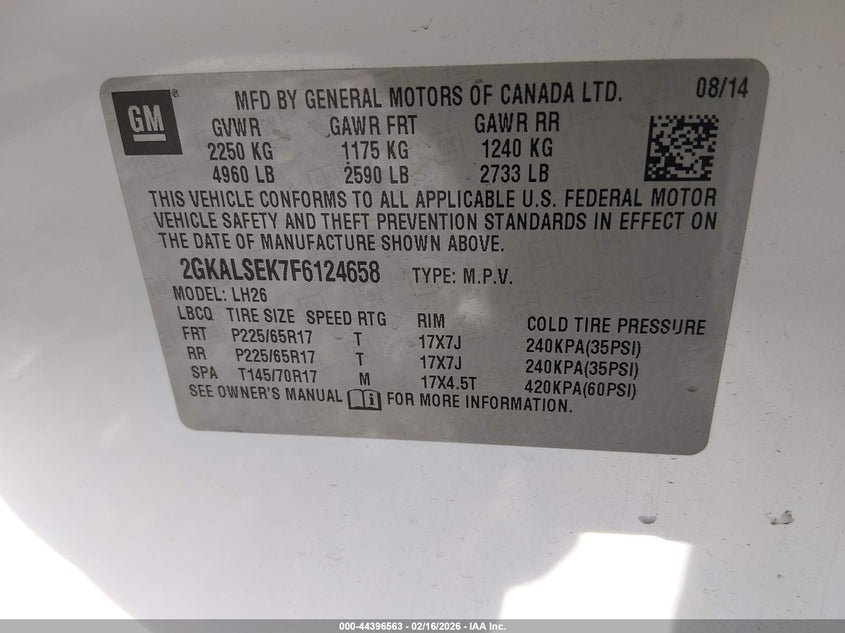 GM ®
MFD BY GENERAL MOTORS OF CANADA LTD. 08/14
GVWR GAWR FRT GAWR RR
2250 KG 1175 KG 1240 KG
4960 LB 2590 LB 2733 LB
THIS VEHICLE CONFORMS TO ALL APPLICABLE U.S. FEDERAL MOTOR
VEHICLE SAFETY AND THEFT PREVENTION STANDARDS IN EFFECT ON
THE DATE OF MANUFACTURE SHOWN ABOVE.
2GKALSEK7F6124658 TYPE: M.P.V.
MODEL: LH26
LBCQ TIRE SIZE SPEED RTG RIM COLD TIRE PRESSURE
FRT P225/65R17 T 17X7J 240KPA(35PSI)
RR P225/65R17 T 17X7J 240KPA(35PSI)
SPA T145/70R17 M 17X4.5T 420KPA(60PSI)
SEE OWNER'S MANUAL i FOR MORE INFORMATION.
000-44396563 - 02/16/2026 - IAA Inc.